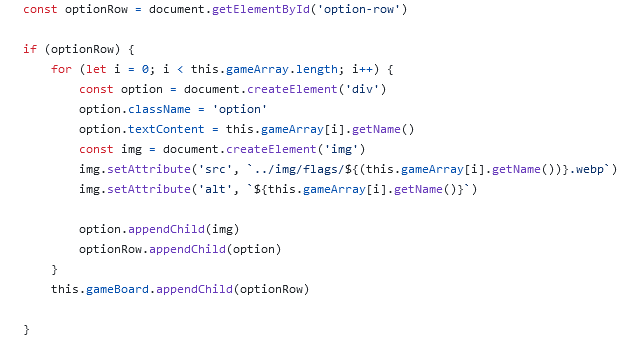 const optionRow = document.getElementById('option-row')

if (optionRow) {
    for (let i = 0; i < this.gameArray.length; i++) {
        const option = document.createElement('div')
        option.className = 'option'
        option.textContent = this.gameArray[i].getName()
        const img = document.createElement('img')
        img.setAttribute('src', `../img/flags/${(this.gameArray[i].getName())}.webp`)
        img.setAttribute('alt', `${this.gameArray[i].getName()}`)

        option.appendChild(img)
        optionRow.appendChild(option)
    }
    this.gameBoard.appendChild(optionRow)

}